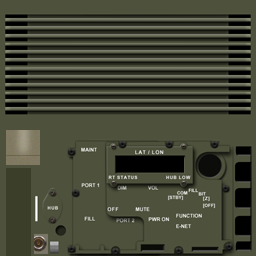 MAINT
LAT / LON
RT STATUS HUB LOW
PORT 1
DIM VOL
COM FILL BIT
[STBY] [Z]
HUB
OFF MUTE [OFF]
FILL PORT 2 PWR ON FUNCTION
E-NET